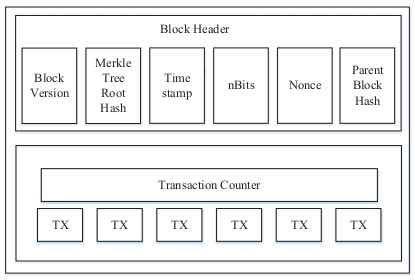 Block Header
Block
Version
Merkle
Tree
Root
Hash
Time
stamp
nBits
Nonce
Parent
Block
Hash
Transaction Counter
TX
TX
TX
TX
TX
TX